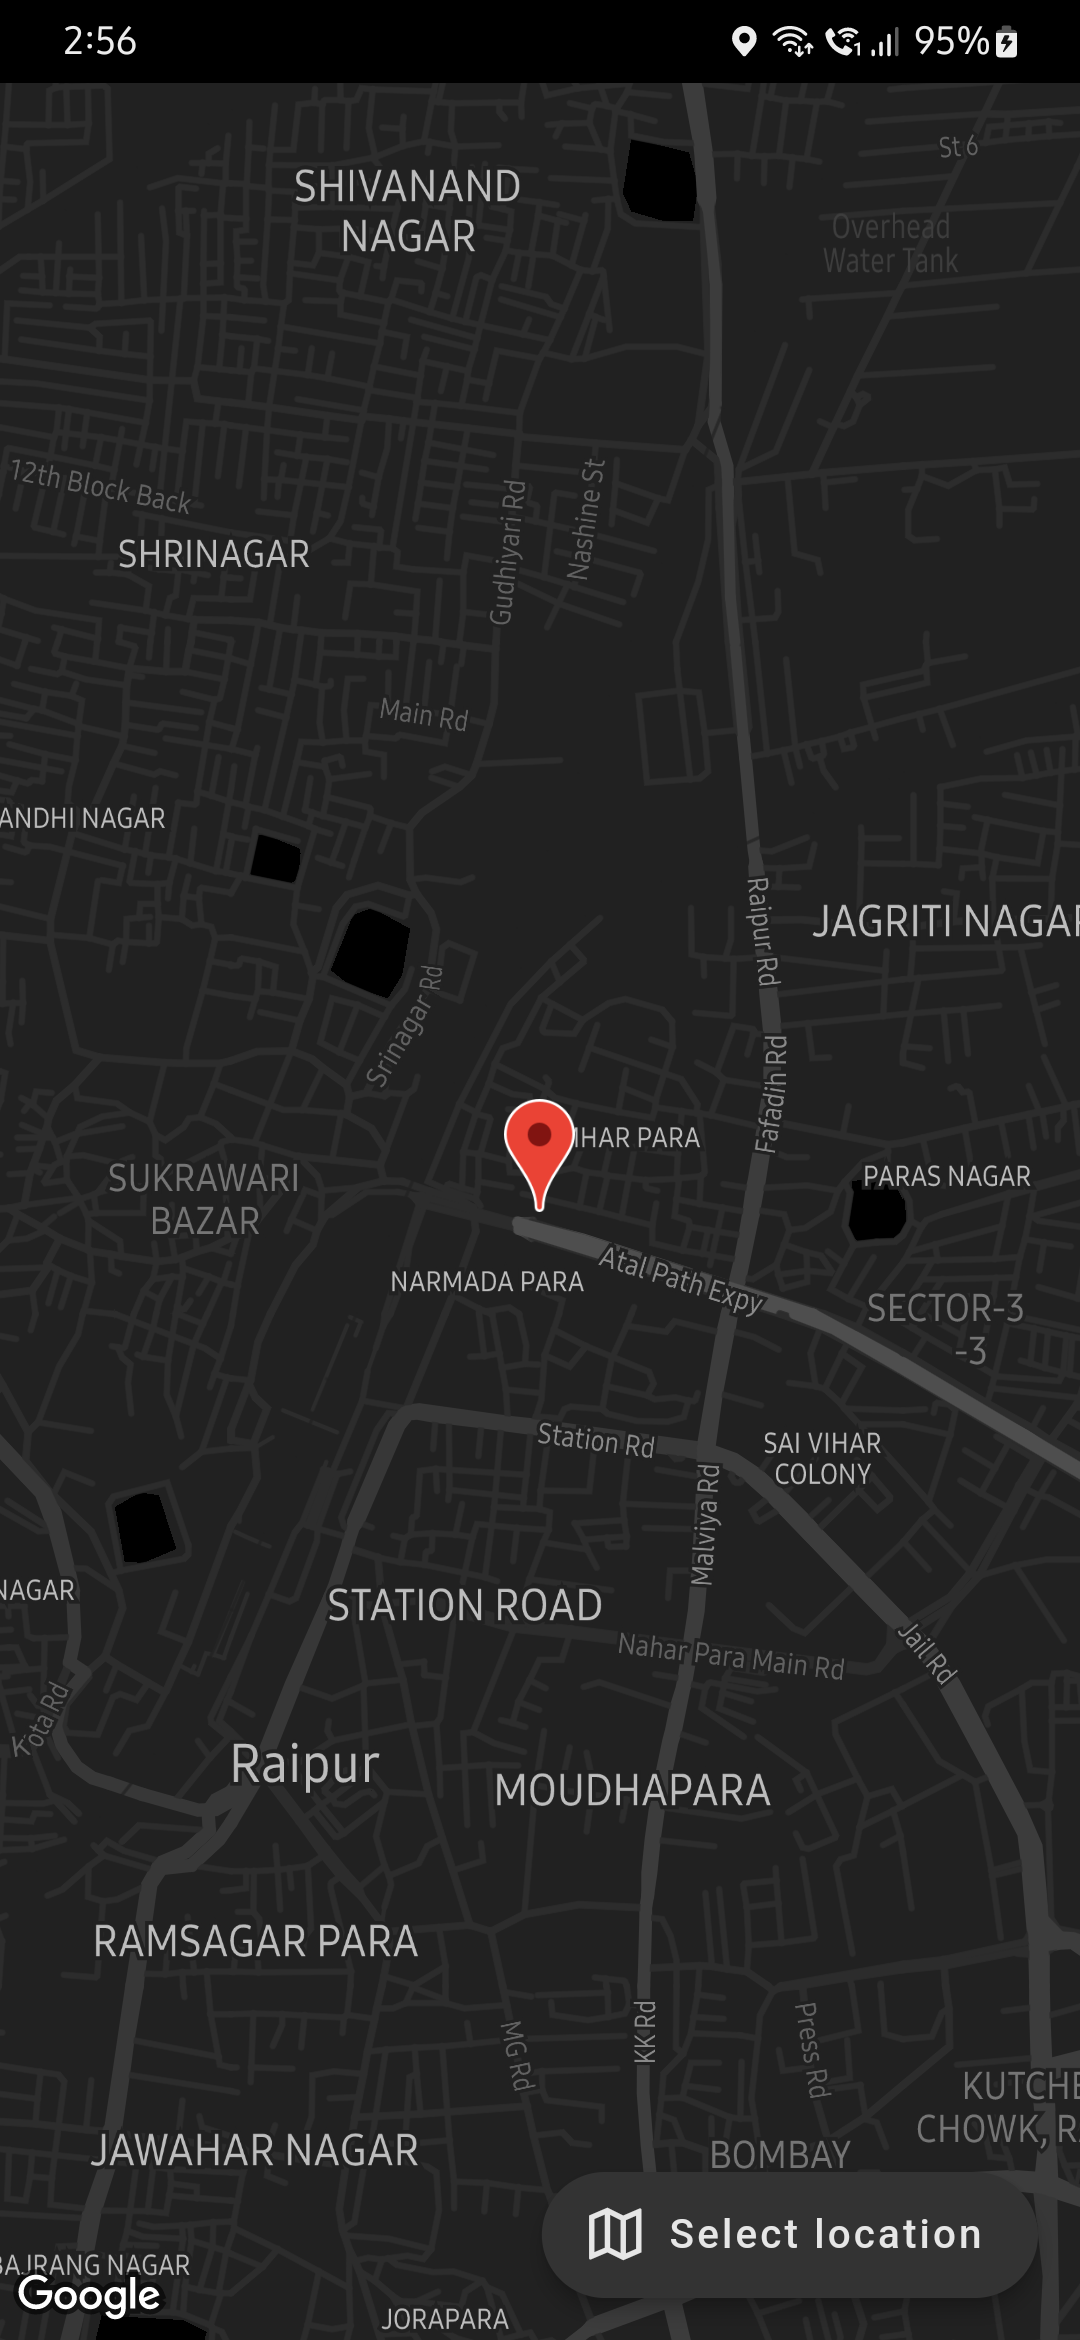 2:56
1
95%
St 6
SHIVANAND
NAGAR
Overhead
Water Tank
12th Block Back
Gudhiyari Rd
Nashine St
SHRINAGAR
Main Rd
ANDHI NAGAR
Raipur Rd
JAGRITI NAGAR
Srinagar Rd
Fafadih Rd
IHAR PARA
SUKRAWARI
BAZAR
PARAS NAGAR
NARMADA PARA
Atal Path Expy
SECTOR-3
-3
Station Rd
SAI VIHAR
COLONY
Malviya Rd
NAGAR
STATION ROAD
Nahar Para Main Rd
Jail Rd
Kota Rd
Raipur
MOUDHAPARA
RAMSAGAR PARA
KK Rd
MG Rd
Press Rd
KUTCHE
CHOWK, RA
JAWAHAR NAGAR
BOMBAY
Select location
BAJRANG NAGAR
Google
JORAPARA